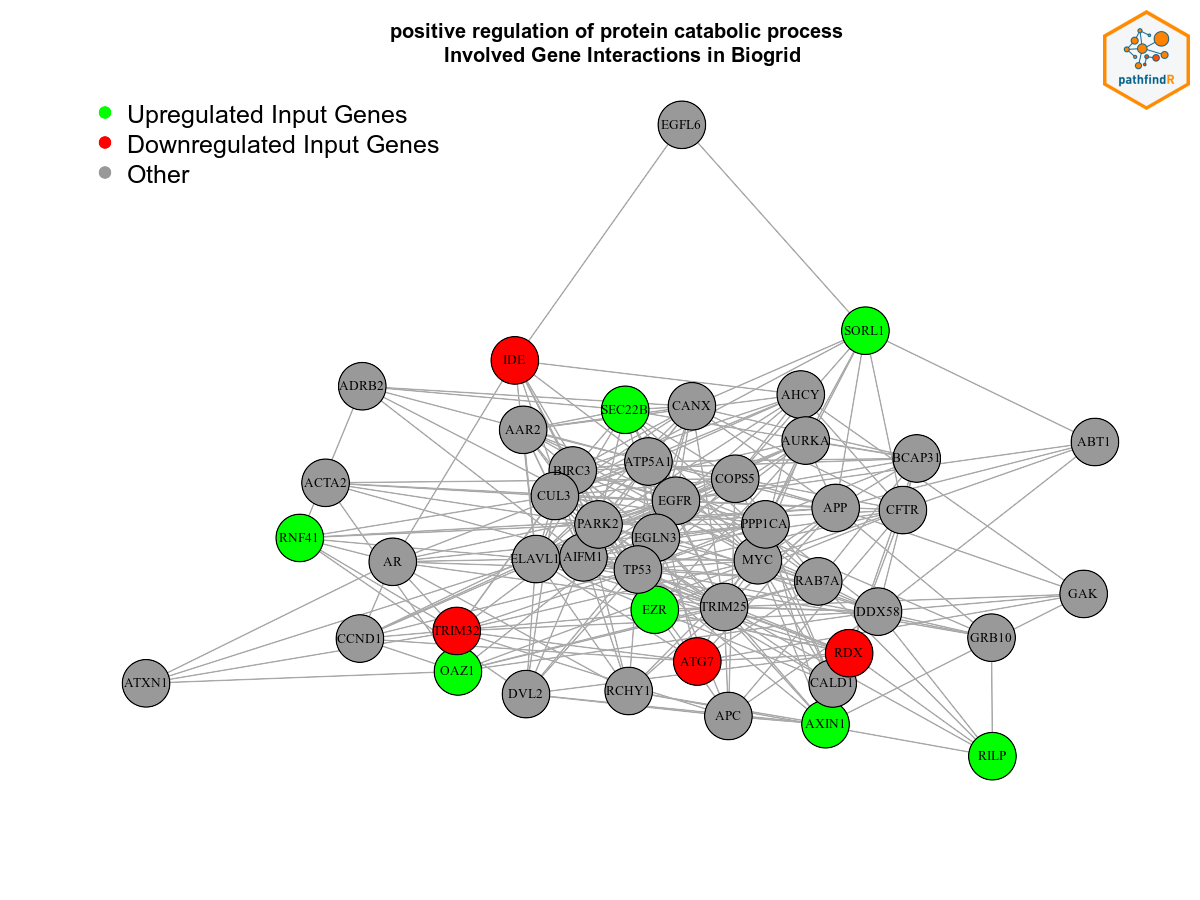 positive regulation of protein catabolic process
Involved Gene Interactions in Biogrid
pathfindR
Upregulated Input Genes
Downregulated Input Genes
Other
EGFL6
SORL1
IDE
ADRB2
SEC22B
CANX
AHCY
AAR2
AURKA
ABT1
BCAP31
ATP5A1
BIRC3
COPS5
ACTA2
CUL3
EGFR
APP
CFTR
PARK2
PPP1CA
RNF41
EGLN3
ELAVL1
AIFM1
AR
MYC
TP53
RAB7A
GAK
EZR
TRIM25
DDX58
TRIM32
CCND1
GRB10
RDX
ATG7
OAZ1
ATXN1
CALD1
DVL2
RCHY1
APC
AXIN1
RILP